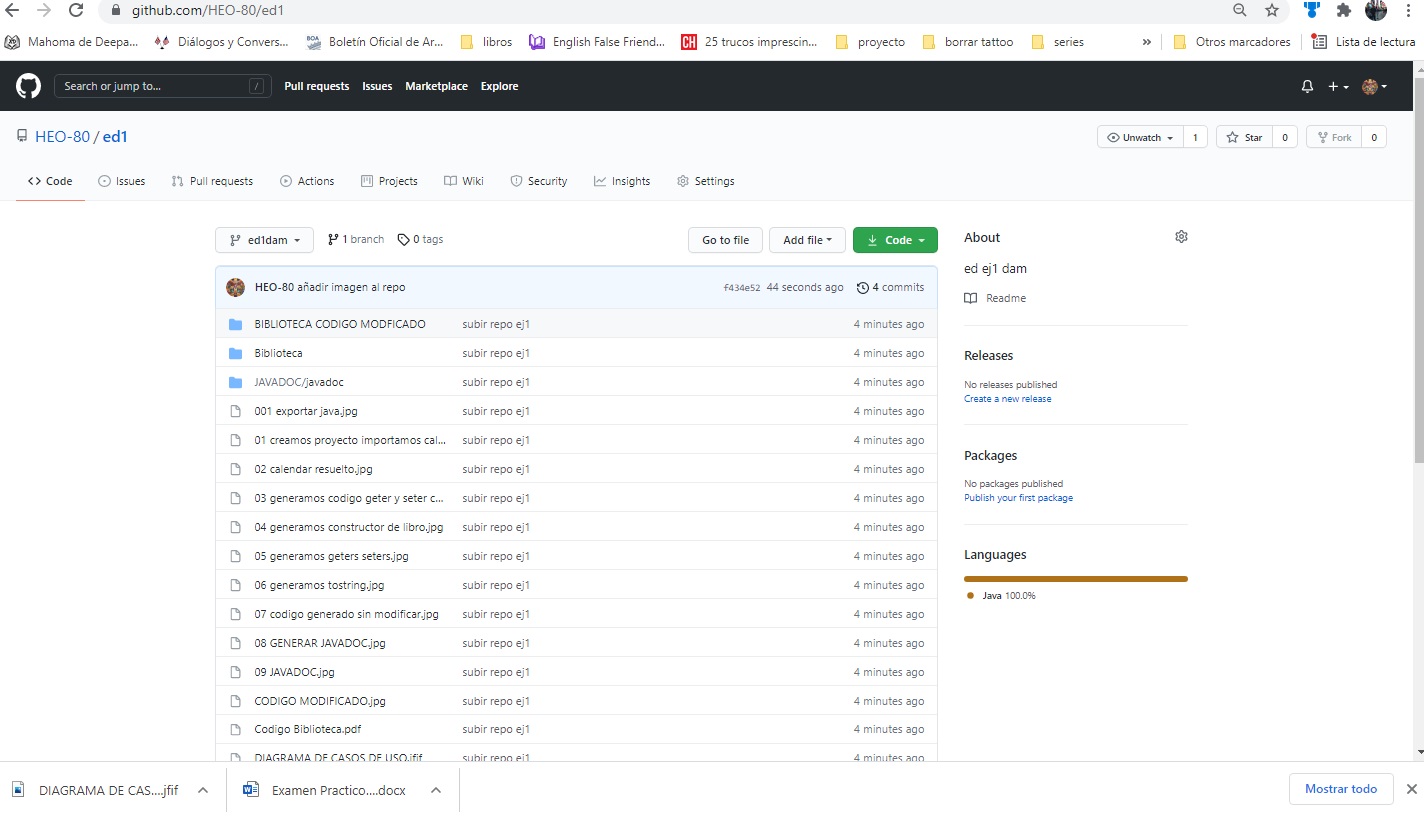 github.com/HEO-80/ed1
Mahoma de Deepa... Diálogos y Convers... BOA Boletín Oficial de Ar... libros English False Friend... CH 25 trucos imprescin... proyecto borrar tattoo series » Otros marcadores Lista de lectura
Search or jump to... / Pull requests Issues Marketplace Explore
HEO-80 / ed1 Unwatch 1 Star 0 Fork 0
Code Issues Pull requests Actions Projects Wiki Security Insights Settings
ed1dam 1 branch 0 tags Go to file Add file Code
HEO-80 añadir imagen al repo f434e52 44 seconds ago 4 commits
BIBLIOTECA CODIGO MODFICADO subir repo ej1 4 minutes ago
Biblioteca subir repo ej1 4 minutes ago
JAVADOC/javadoc subir repo ej1 4 minutes ago
001 exportar java.jpg subir repo ej1 4 minutes ago
01 creamos proyecto importamos cal... subir repo ej1 4 minutes ago
02 calendar resuelto.jpg subir repo ej1 4 minutes ago
03 generamos codigo geter y seter c... subir repo ej1 4 minutes ago
04 generamos constructor de libro.jpg subir repo ej1 4 minutes ago
05 generamos geters seters.jpg subir repo ej1 4 minutes ago
06 generamos tostring.jpg subir repo ej1 4 minutes ago
07 codigo generado sin modificar.jpg subir repo ej1 4 minutes ago
08 GENERAR JAVADOC.jpg subir repo ej1 4 minutes ago
09 JAVADOC.jpg subir repo ej1 4 minutes ago
CODIGO MODIFICADO.jpg subir repo ej1 4 minutes ago
Codigo Biblioteca.pdf subir repo ej1 4 minutes ago
DIAGRAMA DE CASOS DE USO.jfif subir repo ej1 4 minutes ago
About
ed ej1 dam
Readme
Releases
No releases published
Create a new release
Packages
No packages published
Publish your first package
Languages
Java 100.0%
DIAGRAMA DE CAS....jfif Examen Practico....docx Mostrar todo